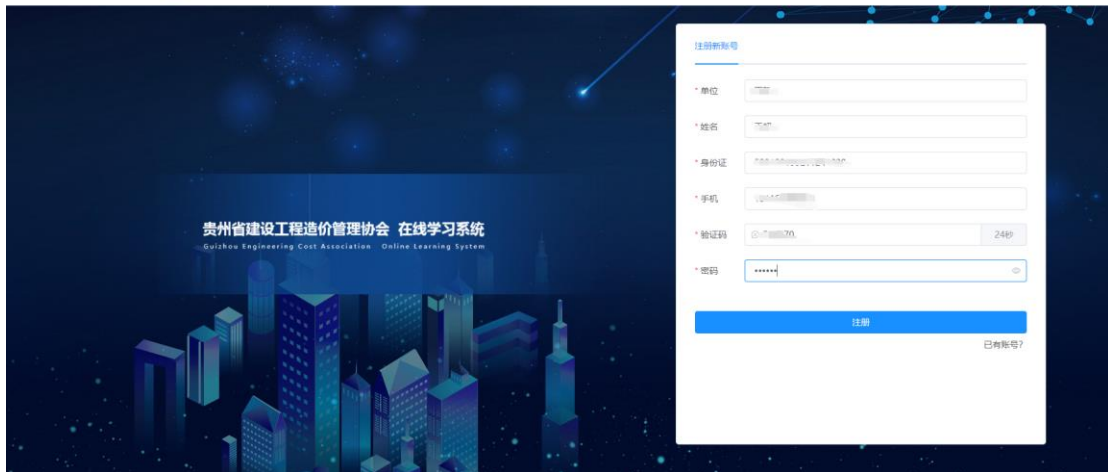 贵州省建设工程造价管理协会 在线学习系统
Guizhou Engineering Cost Association Online Learning System
注册新账号
* 单位
* 姓名
* 身份证
* 手机
* 验证码 24秒
* 密码 ••••••
注册
已有账号?